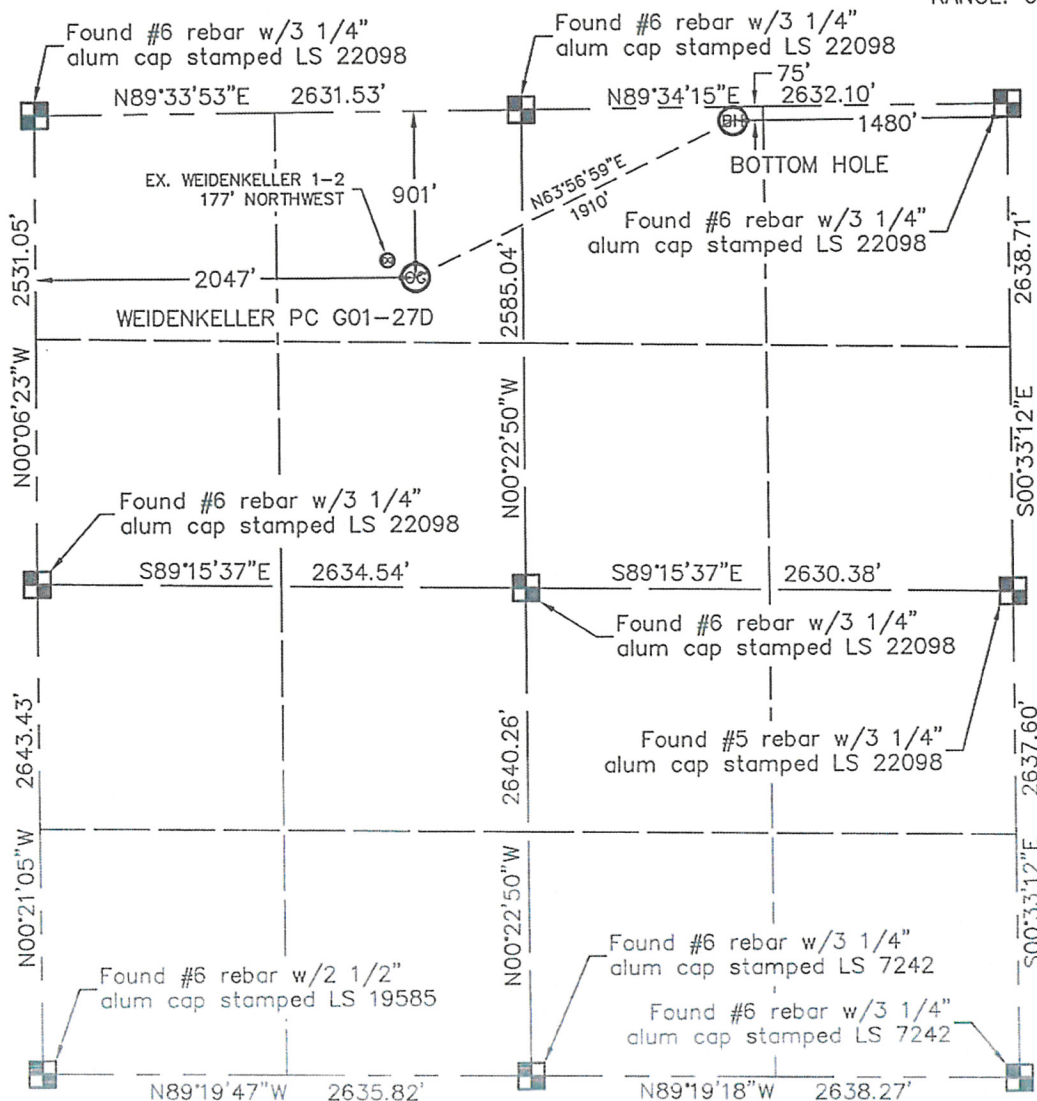 Found #6 rebar w/3 1/4"
alum cap stamped LS 22098
Found #6 rebar w/3 1/4"
alum cap stamped LS 22098
N89°33'53"E 2631.53'
N89°34'15"E 2632.10'
75'
1480'
BH
BOTTOM HOLE
EX. WEIDENKELLER 1-2
177' NORTHWEST
901'
N63°56'59"E
1910'
Found #6 rebar w/3 1/4"
alum cap stamped LS 22098
2047'
OG
WEIDENKELLER PC G01-27D
N00°06'23"W 2531.05'
N00°22'50"W 2585.04'
S00°33'12"E 2638.71'
Found #6 rebar w/3 1/4"
alum cap stamped LS 22098
S89°15'37"E 2634.54'
S89°15'37"E 2630.38'
Found #6 rebar w/3 1/4"
alum cap stamped LS 22098
Found #5 rebar w/3 1/4"
alum cap stamped LS 22098
N00°21'05"W 2643.43'
N00°22'50"W 2640.26'
S00°33'12"E 2637.60'
Found #6 rebar w/2 1/2"
alum cap stamped LS 19585
Found #6 rebar w/3 1/4"
alum cap stamped LS 7242
Found #6 rebar w/3 1/4"
alum cap stamped LS 7242
N89°19'47"W 2635.82'
N89°19'18"W 2638.27'